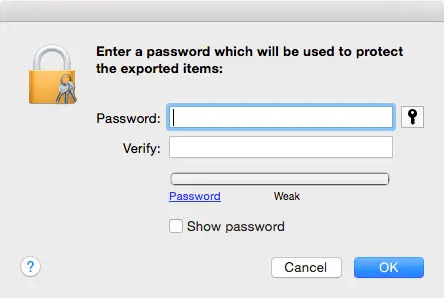 Enter a password which will be used to protect
the exported items:
Password:
Verify:
Password Weak
Show password
? Cancel OK